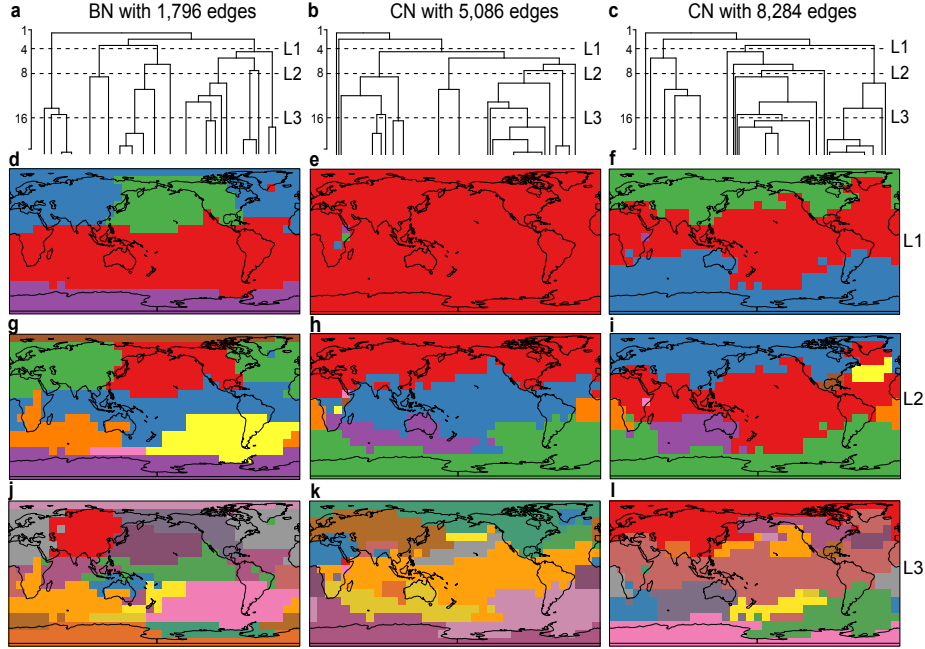 a BN with 1,796 edges
b CN with 5,086 edges
c CN with 8,284 edges
1
4
8
16
L1
L2
L3
1
4
8
16
L1
L2
L3
1
4
8
16
L1
L2
L3
d
e
f
L1
g
h
i
L2
j
k
l
L3